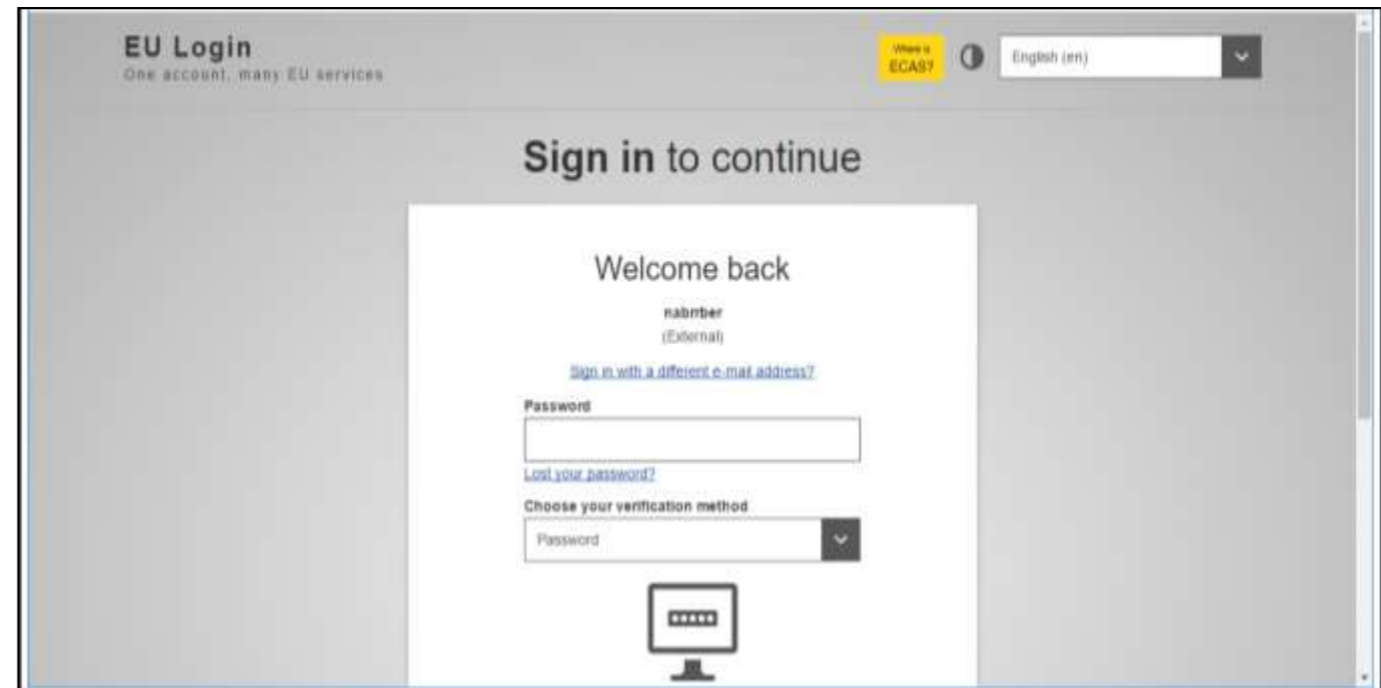 EU Login
One account, many EU services
Where is
ECAS?
English (en)
Sign in to continue
Welcome back
nabrrber
(External)
Sign in with a different e-mail address?
Password
Lost your password?
Choose your verification method
Password